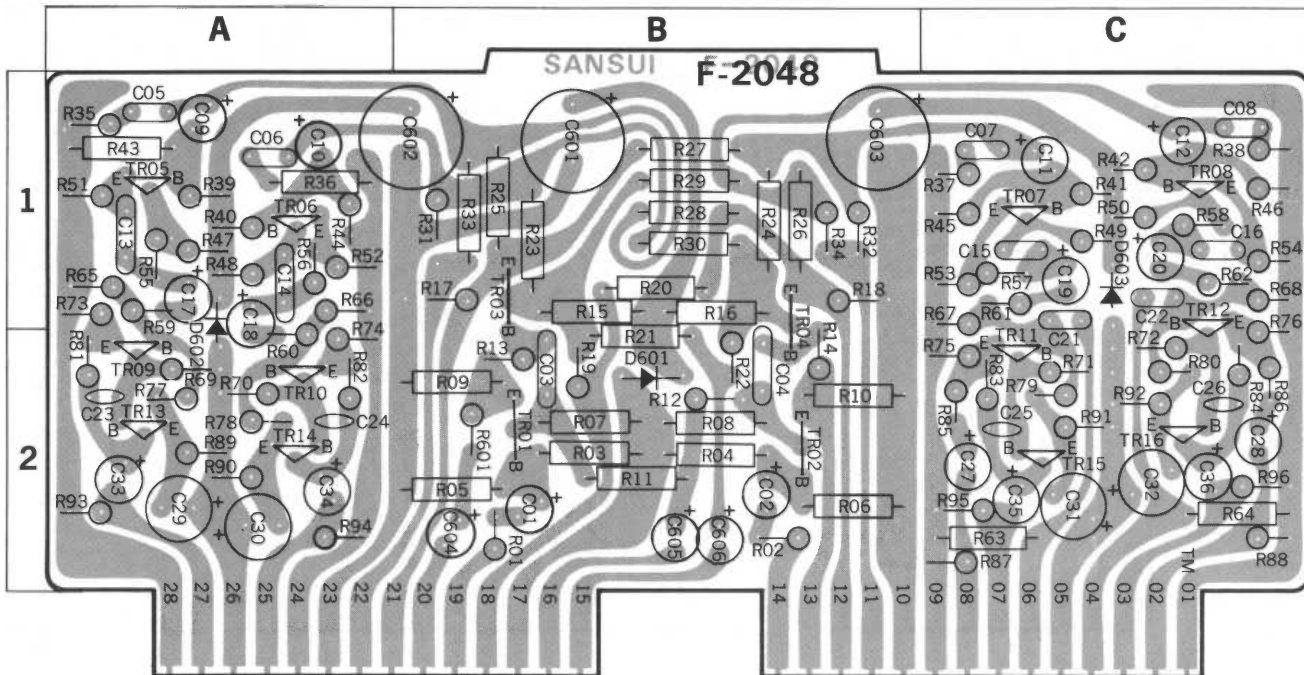 A B C
SANSUI F-2048
F-2048
1
2
C05 C09 R35 R43 C06 C10 TR05 E B R51 R39 R36 R40 B TR06 E R44 C13 R47 R55 R48 C14 R56 R52 R65 R73 C17 C18 R66 R59 D602 R60 R74
R81 TR09 E B R77 R69 R70 B E TR10 R82 C23 TR13 B E R78 C24 R89 E TR14 B R90 C33 C29 C30 C34 R93 R94
C602 C601 C603 R27 R29 R28 R30 R31 R33 R25 R23 R24 R26 R34 R32 R17 E TR03 B R20 R15 R16 R21 E TR04 B R18
R13 C03 R19 D601 R22 C04 R14 R09 R12 R10 E TR01 B R07 R08 E TR02 B R601 R03 R04 R11 R05 C01 C02 R06 C604 R01 C605 C606 R02
C07 C11 C12 C08 R42 R38 R37 TR07 E B R41 TR08 B E R50 R46 R45 R58 R49 C15 C16 R54 D603 C20 R53 R57 C19 R62 R68 R61 C22 TR12 B E R67 C21 R76
R75 TR11 E B R71 R72 R80 R83 R79 R92 C26 R84 R86 R85 C25 B E R91 TR16 B E C28 C27 TR15 C32 C36 R96 R95 C35 C31 R64 R63 R87 R88
TM
28 27 26 25 24 23 22 21 20 19 18 17 16 15 14 13 12 11 10 09 08 07 06 05 04 03 02 01